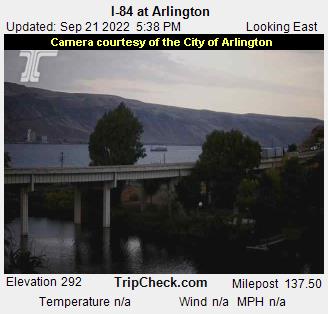 I-84 at Arlington
Updated: Sep 21 2022 5:38 PM Looking East
Camera courtesy of the City of Arlington
Elevation 292 TripCheck.com Milepost 137.50
Temperature n/a Wind n/a MPH n/a